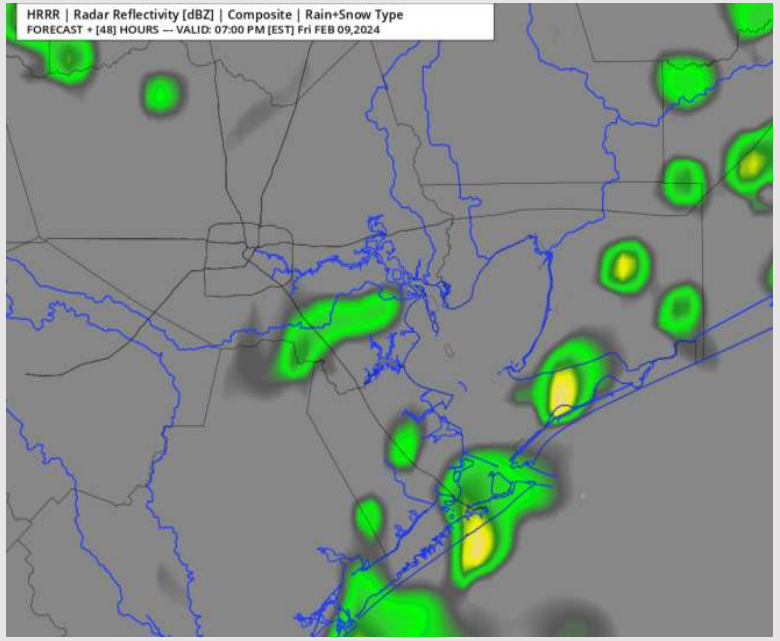 HRRR | Radar Reflectivity [dBZ] | Composite | Rain+Snow Type
FORECAST + [48] HOURS --- VALID: 07:00 PM [EST] Fri FEB 09,2024